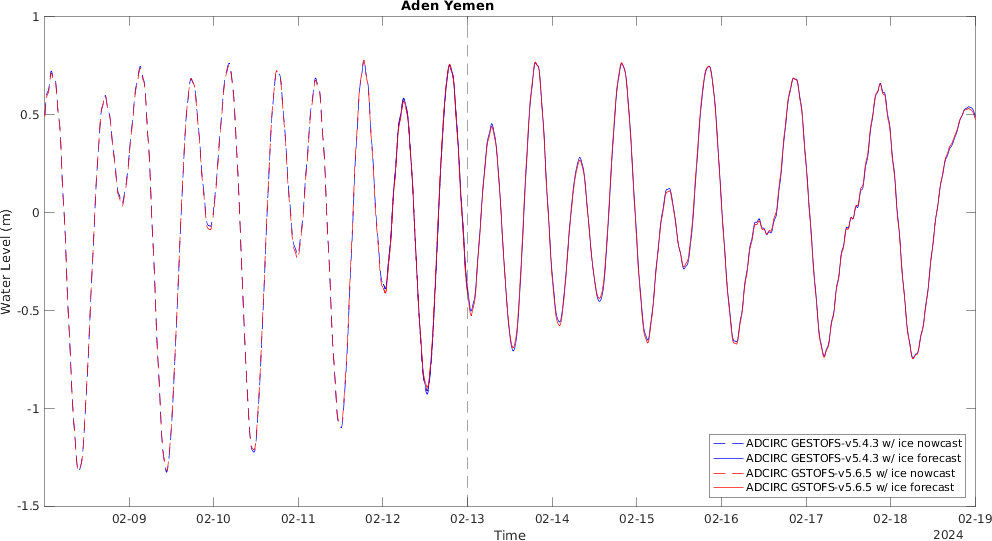 Aden Yemen
Water Level (m)
1
0.5
0
-0.5
-1
-1.5
02-09 02-10 02-11 02-12 02-13 02-14 02-15 02-16 02-17 02-18 02-19
Time
2024
ADCIRC GESTOFS-v5.4.3 w/ ice nowcast
ADCIRC GESTOFS-v5.4.3 w/ ice forecast
ADCIRC GSTOFS-v5.6.5 w/ ice nowcast
ADCIRC GSTOFS-v5.6.5 w/ ice forecast